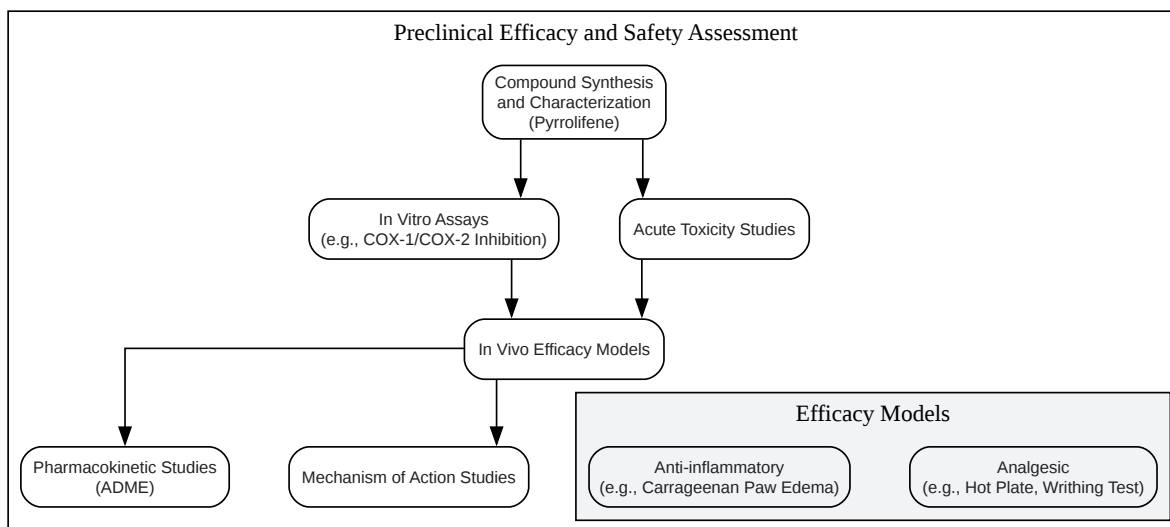 Preclinical Efficacy and Safety Assessment
Compound Synthesis
and Characterization
(Pyrrolifene)
In Vitro Assays
(e.g., COX-1/COX-2 Inhibition)
Acute Toxicity Studies
In Vivo Efficacy Models
Pharmacokinetic Studies
(ADME)
Mechanism of Action Studies
Efficacy Models
Anti-inflammatory
(e.g., Carrageenan Paw Edema)
Analgesic
(e.g., Hot Plate, Writhing Test)